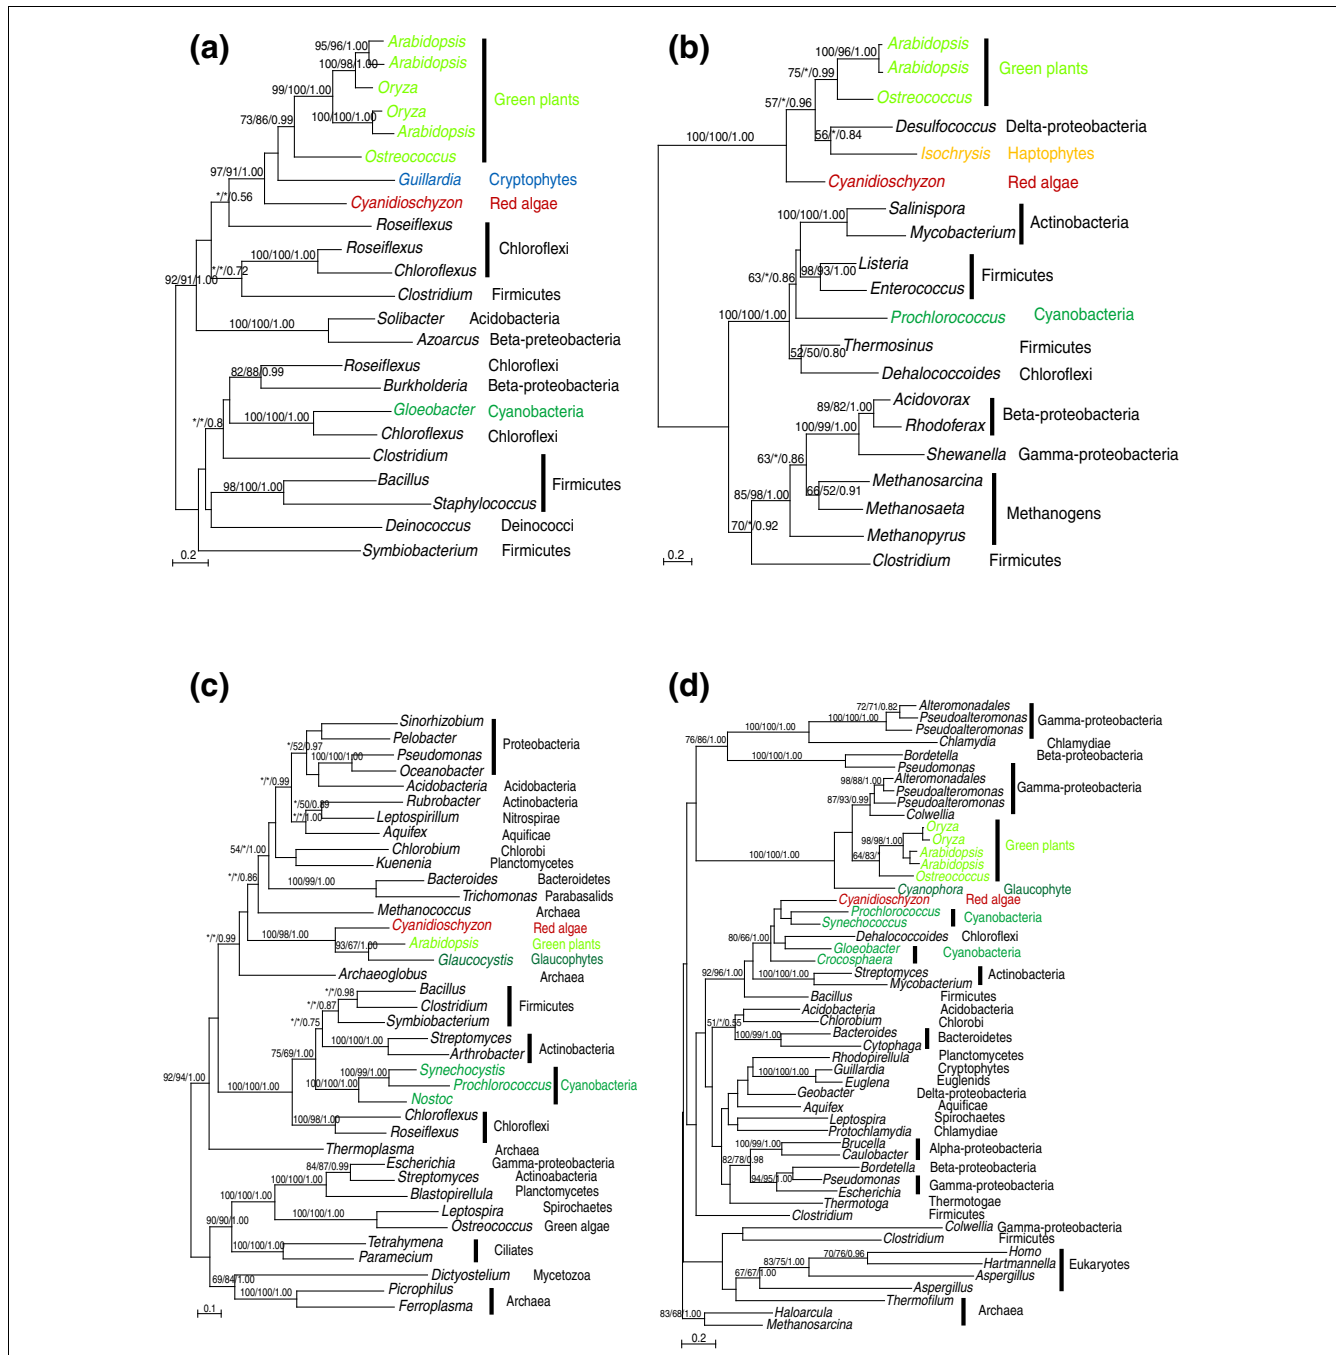 (a)
95/96/1.00 Arabidopsis
100/98/1.00 Arabidopsis
Oryza
99/100/1.00 Green plants
Oryza
100/100/1.00
73/86/0.99 Arabidopsis
Ostreococcus
97/91/1.00 Guillardia Cryptophytes
*/*/0.56 Cyanidioschyzon Red algae
Roseiflexus
Roseiflexus Chloroflexi
100/100/1.00
*/*/0.72 Chloroflexus
92/91/1.00
Clostridium Firmicutes
Solibacter Acidobacteria
100/100/1.00
Azoarcus Beta-preteobacteria
Roseiflexus Chloroflexi
82/88/0.99
Burkholderia Beta-proteobacteria
Gloeobacter Cyanobacteria
*/*/0.8 100/100/1.00
Chloroflexus Chloroflexi
Clostridium
Bacillus
98/100/1.00 Firmicutes
Staphylococcus
Deinococcus Deinococci
Symbiobacterium Firmicutes
0.2
(b)
100/96/1.00 Arabidopsis
75/*/0.99 Arabidopsis Green plants
Ostreococcus
57/*/0.96
Desulfococcus Delta-proteobacteria
56/*/0.84
100/100/1.00 Isochrysis Haptophytes
Cyanidioschyzon Red algae
Salinispora
100/100/1.00 Actinobacteria
Mycobacterium
Listeria
63/*/0.86 98/93/1.00 Firmicutes
Enterococcus
100/100/1.00 Prochlorococcus Cyanobacteria
Thermosinus Firmicutes
52/50/0.80
Dehalococcoides Chloroflexi
89/82/1.00 Acidovorax
Beta-proteobacteria
100/99/1.00 Rhodoferax
Shewanella Gamma-proteobacteria
63/*/0.86
Methanosarcina
85/98/1.00 66/52/0.91
Methanosaeta Methanogens
70/*/0.92 Methanopyrus
Clostridium Firmicutes
0.2
(c)
Sinorhizobium
Pelobacter Proteobacteria
*/52/0.97
100/100/1.00 Pseudomonas
Oceanobacter
*/*/0.99 Acidobacteria Acidobacteria
*/50/0.89 Rubrobacter Actinobacteria
*/*/1.00 Leptospirillum Nitrospirae
Aquifex Aquificae
54/*/1.00 Chlorobium Chlorobi
Kuenenia Planctomycetes
*/*/0.86 100/99/1.00 Bacteroides Bacteroidetes
Trichomonas Parabasalids
Methanococcus Archaea
Cyanidioschyzon Red algae
100/98/1.00
*/*/0.99 93/67/1.00 Arabidopsis Green plants
Glaucocystis Glaucophytes
Archaeoglobus Archaea
*/*/0.98 Bacillus
*/*/0.87 Clostridium Firmicutes
*/*/0.75 Symbiobacterium
100/100/1.00 Streptomyces
Actinobacteria
75/69/1.00 Arthrobacter
100/99/1.00 Synechocystis
92/94/1.00 100/100/1.00 100/100/1.00 Prochlorococcus Cyanobacteria
Nostoc
Chloroflexus
100/98/1.00 Chloroflexi
Roseiflexus
Thermoplasma Archaea
84/87/0.99 Escherichia Gamma-proteobacteria
100/100/1.00 Streptomyces Actinoabacteria
100/100/1.00 Blastopirellula Planctomycetes
Leptospira Spirochaetes
90/90/1.00 100/100/1.00
Ostreococcus Green algae
100/100/1.00 Tetrahymena
Ciliates
Paramecium
69/84/1.00 Dictyostelium Mycetozoa
100/100/1.00 Picrophilus
Archaea
0.1 Ferroplasma
(d)
72/71/0.82 Alteromonadales
100/100/1.00 Pseudoalteromonas Gamma-proteobacteria
100/100/1.00 Pseudoalteromonas
76/86/1.00 Chlamydia Chlamydiae
100/100/1.00 Bordetella Beta-proteobacteria
Pseudomonas
98/88/1.00 Alteromonadales
Pseudoalteromonas Gamma-proteobacteria
87/93/0.99 Pseudoalteromonas
Colwellia
Oryza
98/98/1.00 Oryza
100/100/1.00 64/83/* Arabidopsis Green plants
Arabidopsis
Ostreococcus
Cyanophora Glaucophyte
Cyanidioschyzon Red algae
Prochlorococcus Cyanobacteria
Synechococcus
80/66/1.00 Dehalococcoides Chloroflexi
Gloeobacter Cyanobacteria
Crocosphaera
92/96/1.00 100/100/1.00 Streptomyces Actinobacteria
Mycobacterium
Bacillus Firmicutes
Acidobacteria Acidobacteria
51/*/0.55 Chlorobium Chlorobi
100/99/1.00 Bacteroides Bacteroidetes
Cytophaga
Rhodopirellula Planctomycetes
100/100/1.00 Guillardia Cryptophytes
Euglena Euglenids
Geobacter Delta-proteobacteria
Aquifex Aquificae
Leptospira Spirochaetes
Protochlamydia Chlamydiae
100/99/1.00 Brucella Alpha-proteobacteria
Caulobacter
82/78/0.98 Bordetella Beta-proteobacteria
94/95/1.00 Pseudomonas
Escherichia Gamma-proteobacteria
Thermotoga Thermotogae
Clostridium Firmicutes
Colwellia Gamma-proteobacteria
Clostridium Firmicutes
70/76/0.96 Homo
83/75/1.00 Hartmannella Eukaryotes
67/67/1.00 Aspergillus
Aspergillus
Thermofilum
83/68/1.00 Haloarcula Archaea
Methanosarcina
0.2